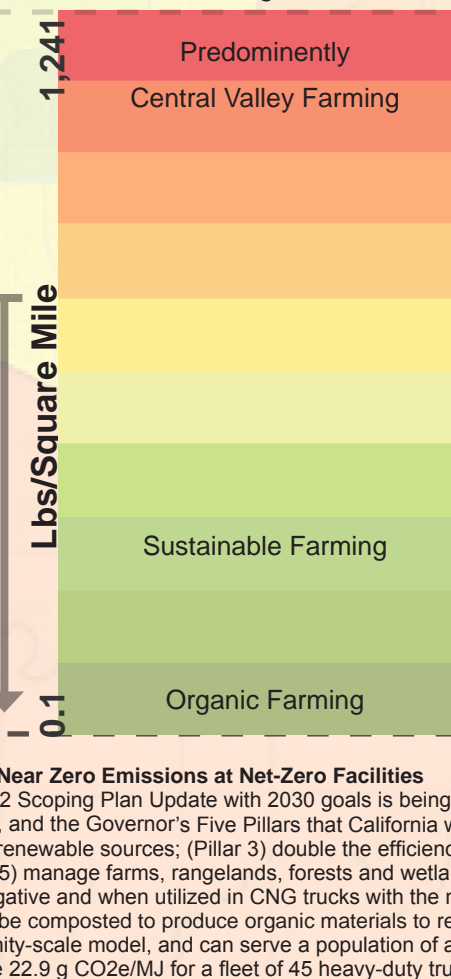 1,241
Predominently
Central Valley Farming
Lbs/Square Mile
Sustainable Farming
Organic Farming
0.1
Near Zero Emissions at Net-Zero Facilities
2 Scoping Plan Update with 2030 goals is being
, and the Governor's Five Pillars that California w
renewable sources; (Pillar 3) double the efficienc
5) manage farms, rangelands, forests and wetla
gative and when utilized in CNG trucks with the n
be composted to produce organic materials to re
nity-scale model, and can serve a population of a
e 22.9 g CO2e/MJ for a fleet of 45 heavy-duty tru